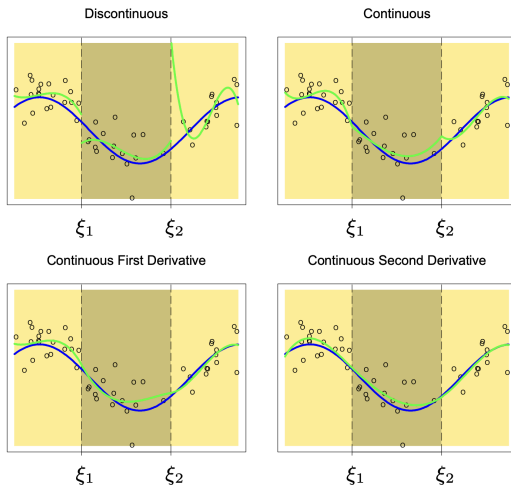 Discontinuous
Continuous
ξ1
ξ2
ξ1
ξ2
Continuous First Derivative
Continuous Second Derivative
ξ1
ξ2
ξ1
ξ2